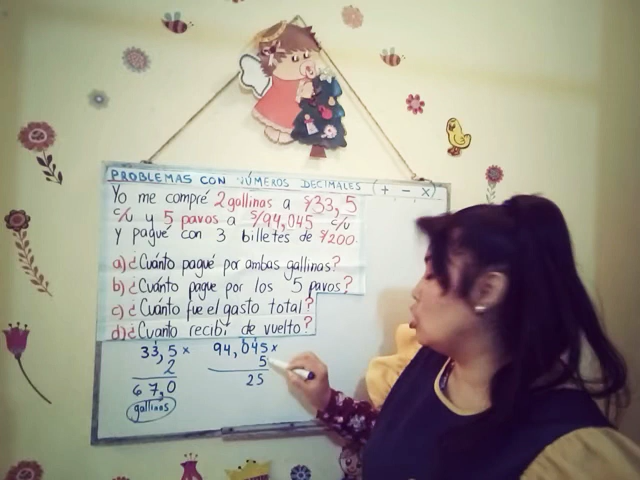 PROBLEMAS CON NÚMEROS DECIMALES (+ - x)
Yo me compré 2 gallinas a S/33,5
c/u y 5 pavos a S/94,045 c/u
y pagué con 3 billetes de S/200.
a) ¿Cuánto pagué por ambas gallinas?
b) ¿Cuánto pague por los 5 pavos?
c) ¿Cuánto fue el gasto total?
d) ¿Cuanto recibí de vuelto?
33,5 x
2
67,0
gallinas
94,045 x
5
25